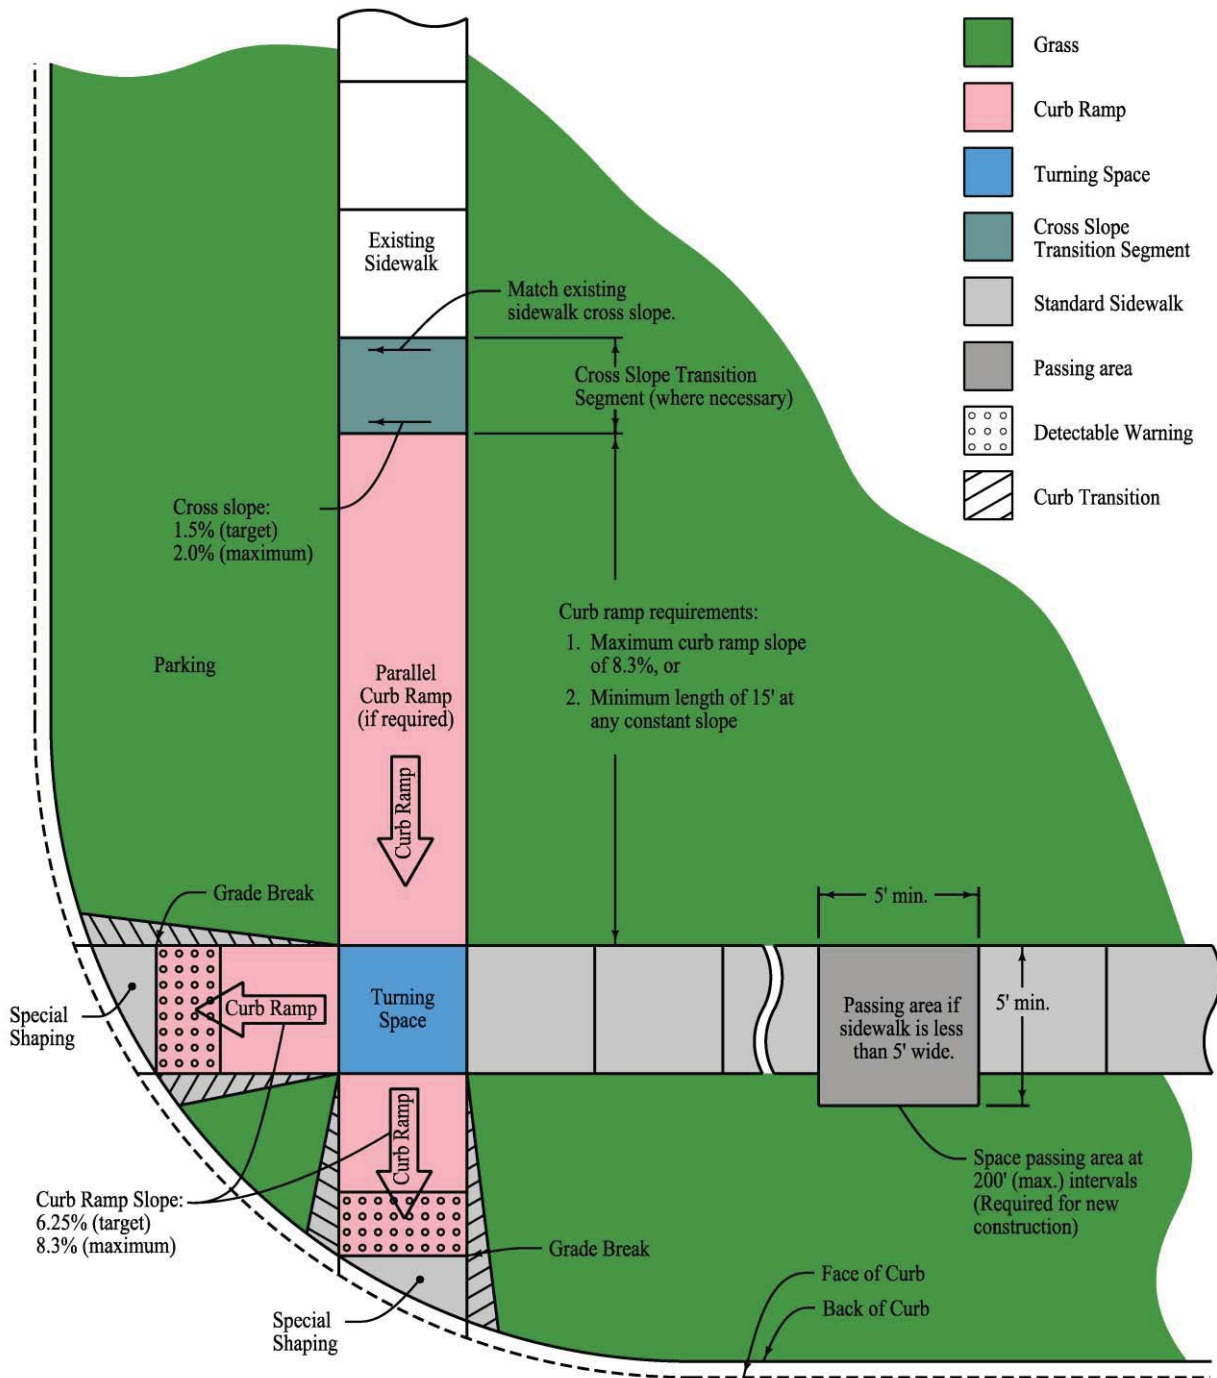 Grass
Curb Ramp
Turning Space
Cross Slope
Transition Segment
Standard Sidewalk
Passing area
Detectable Warning
Curb Transition
Existing
Sidewalk
Match existing
sidewalk cross slope.
Cross Slope Transition
Segment (where necessary)
Cross slope:
1.5% (target)
2.0% (maximum)
Curb ramp requirements:
1. Maximum curb ramp slope
of 8.3%, or
2. Minimum length of 15' at
any constant slope
Parking
Parallel
Curb Ramp
(if required)
Curb Ramp
Grade Break
5' min.
Special
Shaping
Curb Ramp
Turning
Space
Passing area if
sidewalk is less
than 5' wide.
5' min.
Curb Ramp
Curb Ramp Slope:
6.25% (target)
8.3% (maximum)
Space passing area at
200' (max.) intervals
(Required for new
construction)
Grade Break
Face of Curb
Back of Curb
Special
Shaping